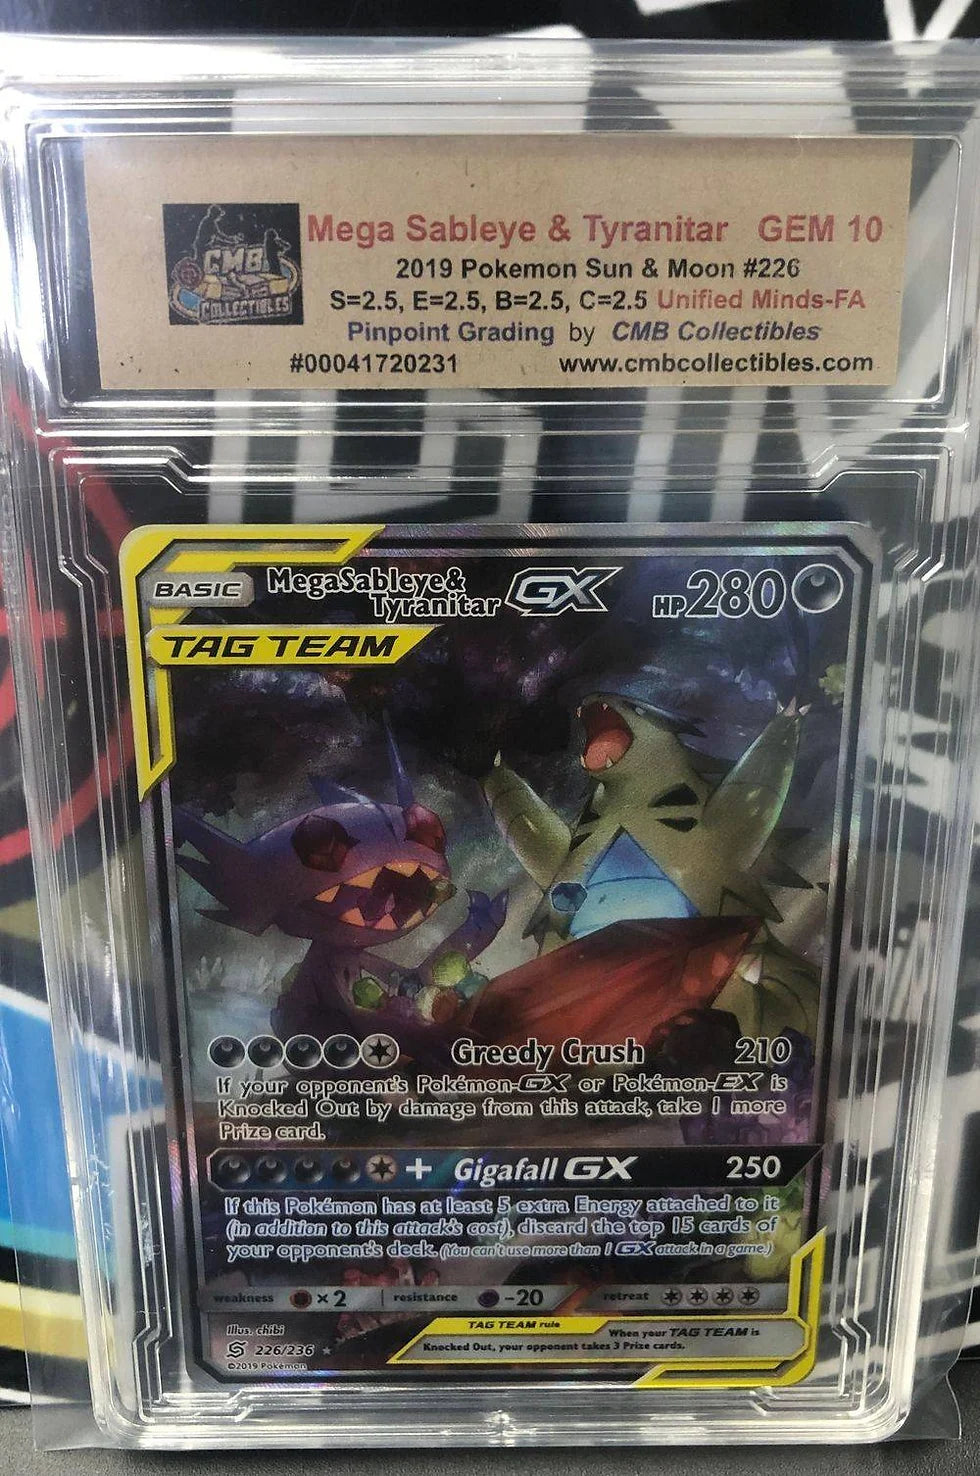 CMB
COLLECTIBLES
Mega Sableye & Tyranitar GEM 10
2019 Pokemon Sun & Moon #226
S=2.5, E=2.5, B=2.5, C=2.5 Unified Minds-FA
Pinpoint Grading by CMB Collectibles
#00041720231 www.cmbcollectibles.com
BASIC MegaSableye& Tyranitar GX HP 280
TAG TEAM
Greedy Crush 210
If your opponent's Pokémon-GX or Pokémon-EX is
Knocked Out by damage from this attack, take 1 more
Prize card.
+ Gigafall GX 250
If this Pokémon has at least 5 extra Energy attached to it
(in addition to this attack's cost), discard the top 15 cards of
your opponent's deck. (You can't use more than 1 GX attack in a game.)
weakness ×2 resistance -20 retreat
TAG TEAM rule
When your TAG TEAM is
Knocked Out, your opponent takes 3 Prize cards.
Illus. chibi
S 226/236
©2019 Pokémon